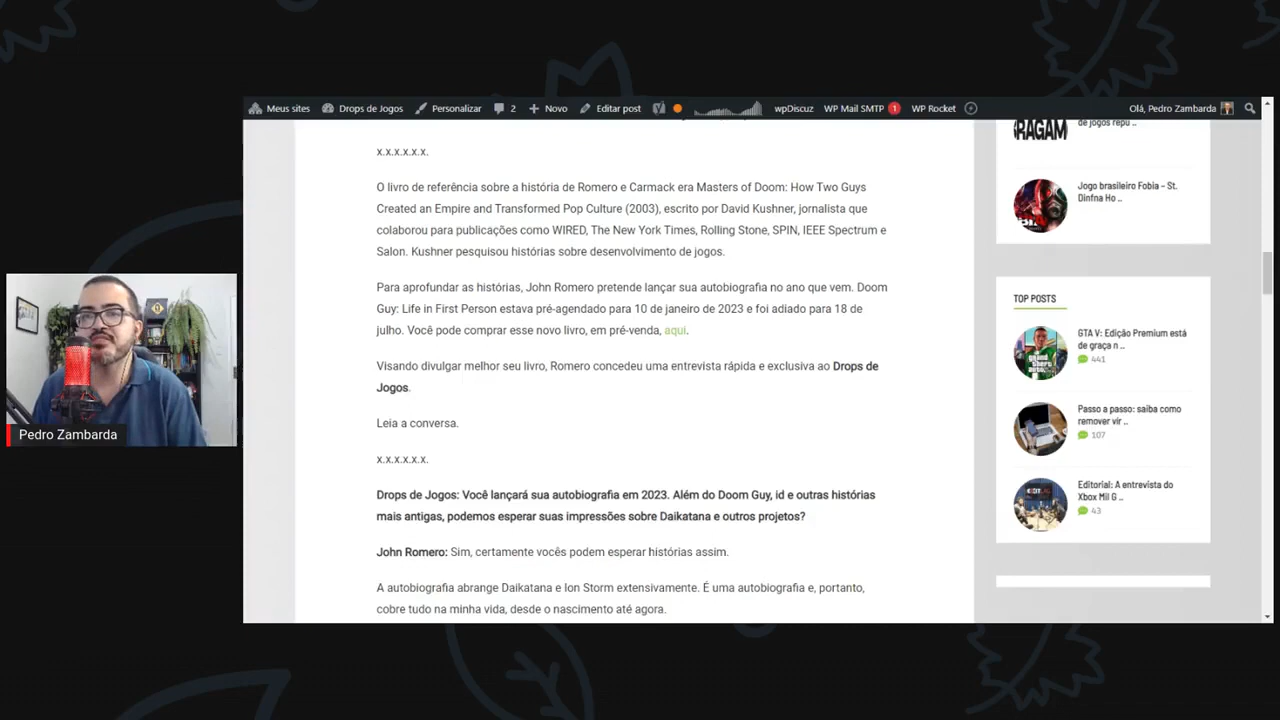 Meus sites
Drops de Jogos
Personalizar
2
Novo
Editar post
wpDiscuz
WP Mail SMTP 1
WP Rocket
Olá, Pedro Zambarda
x.x.x.x.x.x.
O livro de referência sobre a história de Romero e Carmack era Masters of Doom: How Two Guys
Created an Empire and Transformed Pop Culture (2003), escrito por David Kushner, jornalista que
colaborou para publicações como WIRED, The New York Times, Rolling Stone, SPIN, IEEE Spectrum e
Salon. Kushner pesquisou histórias sobre desenvolvimento de jogos.
Para aprofundar as histórias, John Romero pretende lançar sua autobiografia no ano que vem. Doom
Guy: Life in First Person estava pré-agendado para 10 de janeiro de 2023 e foi adiado para 18 de
julho. Você pode comprar esse novo livro, em pré-venda, aqui.
Visando divulgar melhor seu livro, Romero concedeu uma entrevista rápida e exclusiva ao Drops de
Jogos.
Leia a conversa.
x.x.x.x.x.x.
Drops de Jogos: Você lançará sua autobiografia em 2023. Além do Doom Guy, id e outras histórias
mais antigas, podemos esperar suas impressões sobre Daikatana e outros projetos?
John Romero: Sim, certamente vocês podem esperar histórias assim.
A autobiografia abrange Daikatana e Ion Storm extensivamente. É uma autobiografia e, portanto,
cobre tudo na minha vida, desde o nascimento até agora.
RAGAM
de jogos repu ..
Jogo brasileiro Fobia – St.
Dinfna Ho ..
TOP POSTS
GTA V: Edição Premium está
de graça n ..
441
Passo a passo: saiba como
remover vír ..
107
Editorial: A entrevista do
Xbox Mil G ..
43
Pedro Zambarda